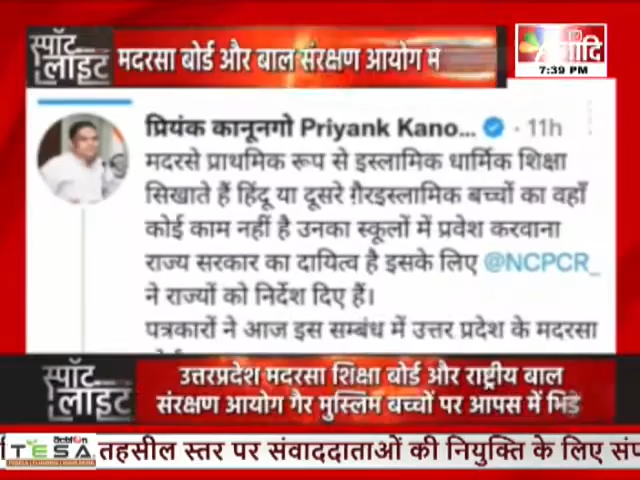 स्पॉट लाइट
मदरसा बोर्ड और बाल संरक्षण आयोग म
7:39 PM
प्रियंक कानूनगो Priyank Kano... · 11h
मदरसे प्राथमिक रूप से इस्लामिक धार्मिक शिक्षा
सिखाते हैं हिंदू या दूसरे ग़ैरइस्लामिक बच्चों का वहाँ
कोई काम नहीं है उनका स्कूलों में प्रवेश करवाना
राज्य सरकार का दायित्व है इसके लिए @NCPCR_
ने राज्यों को निर्देश दिए हैं।
पत्रकारों ने आज इस सम्बंध में उत्तर प्रदेश के मदरसा
स्पॉट लाइट
उत्तरप्रदेश मदरसा शिक्षा बोर्ड और राष्ट्रीय बाल
संरक्षण आयोग गैर मुस्लिम बच्चों पर आपस में भिड़े
TESA तहसील स्तर पर संवाददाताओं की नियुक्ति के लिए संप